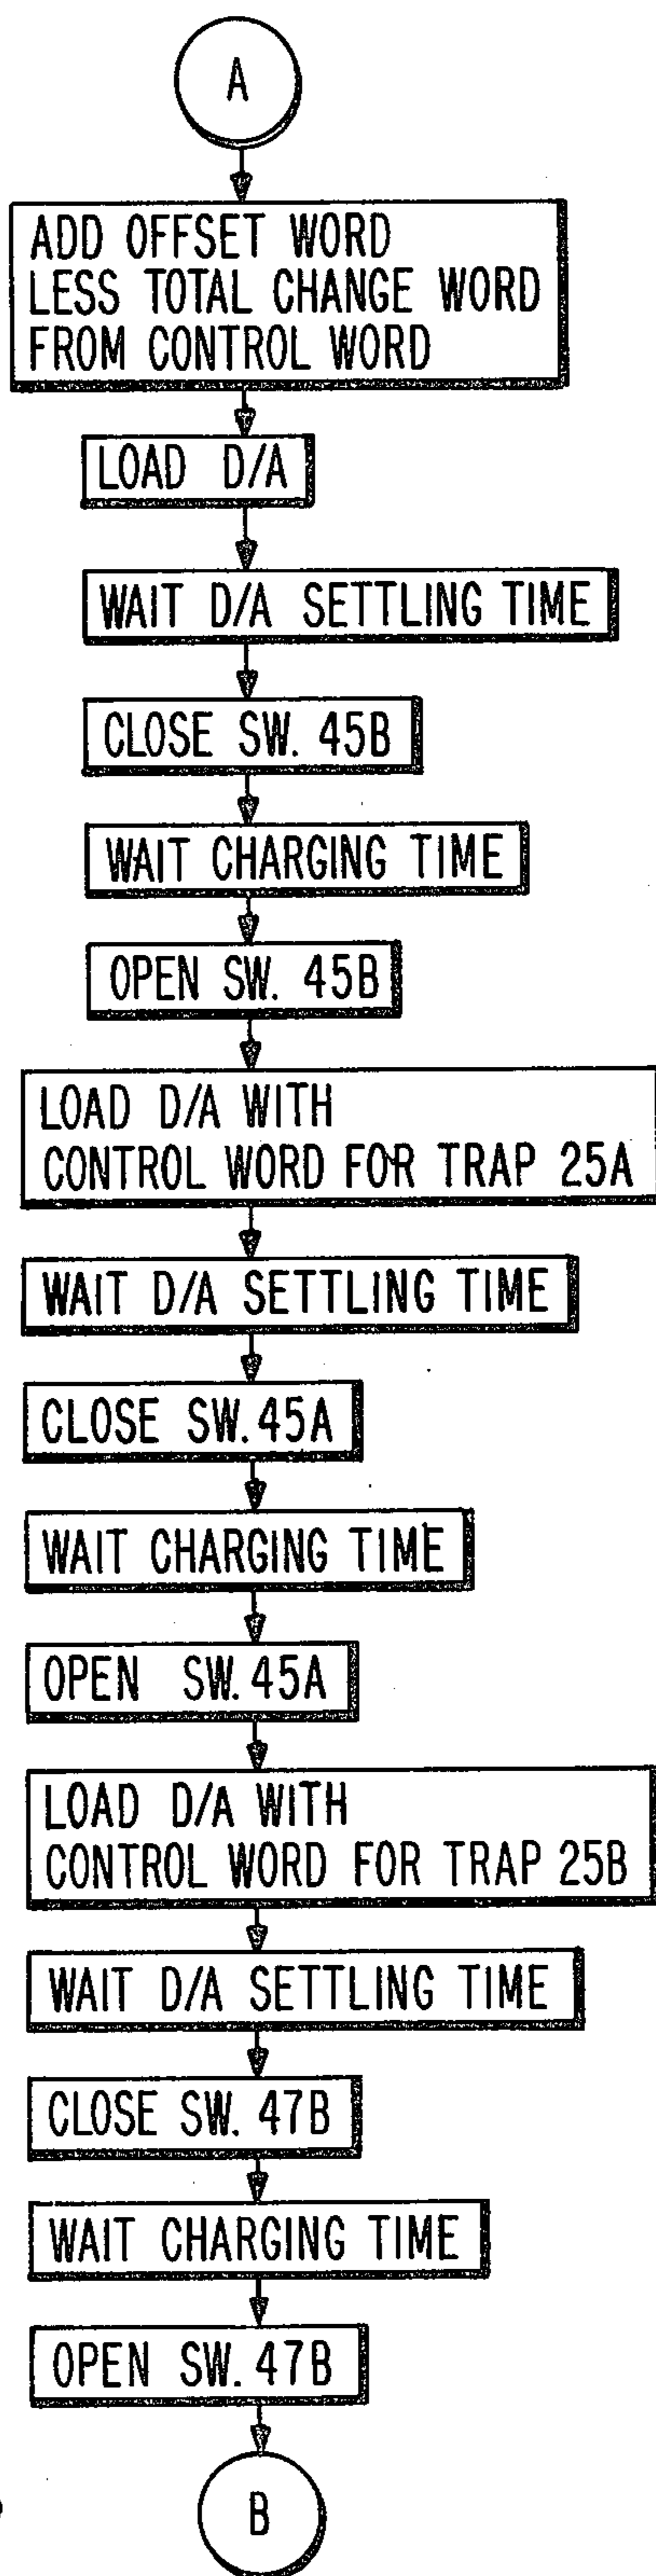 A
ADD OFFSET WORD
LESS TOTAL CHANGE WORD
FROM CONTROL WORD
LOAD D/A
WAIT D/A SETTLING TIME
CLOSE SW. 45B
WAIT CHARGING TIME
OPEN SW. 45B
LOAD D/A WITH
CONTROL WORD FOR TRAP 25A
WAIT D/A SETTLING TIME
CLOSE SW. 45A
WAIT CHARGING TIME
OPEN SW. 45A
LOAD D/A WITH
CONTROL WORD FOR TRAP 25B
WAIT D/A SETTLING TIME
CLOSE SW. 47B
WAIT CHARGING TIME
OPEN SW. 47B
B